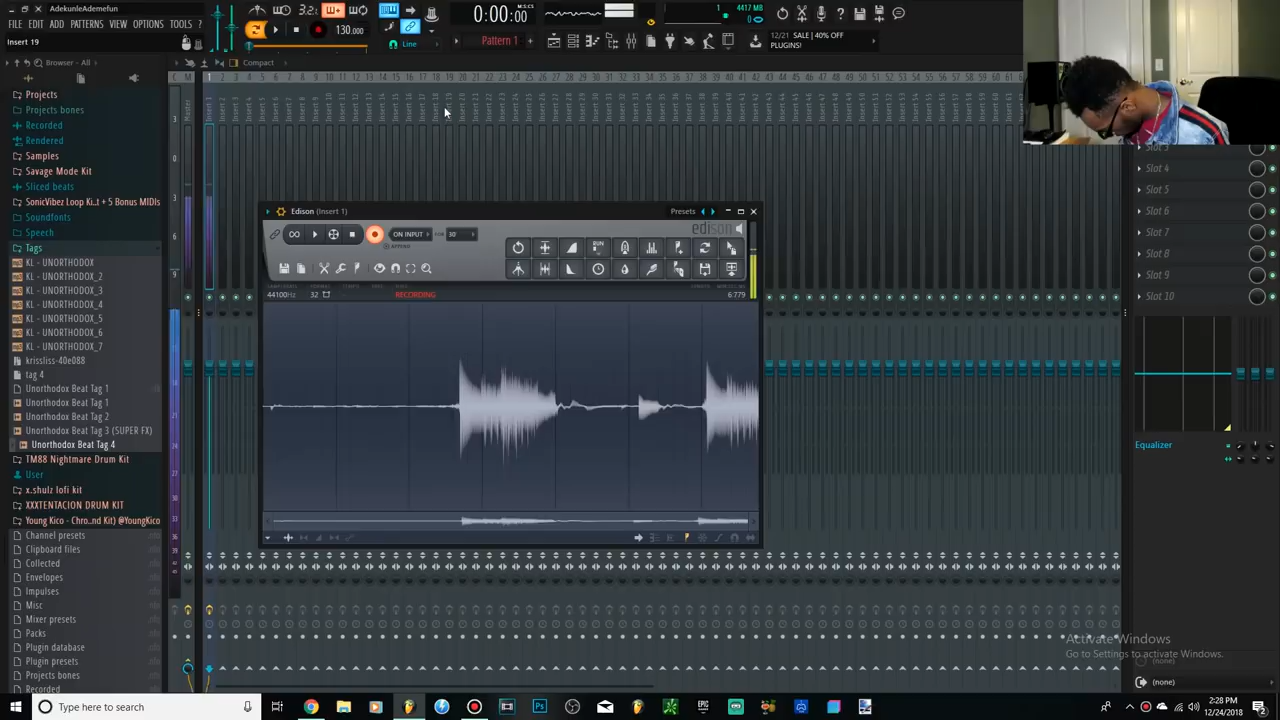 AdekunleAdemefun
FILE EDIT ADD PATTERNS VIEW OPTIONS TOOLS
Insert 19
130.000
0:00:00
Line
Pattern 1
1
4417 MB
0
12/21 SALE | 40% OFF
PLUGINS!
Browser - All
Compact
Projects
Projects bones
Recorded
Rendered
Samples
Savage Mode Kit
Sliced beats
SonicVibez Loop Ki..t + 5 Bonus MIDIs
Soundfonts
Speech
Tags
KL - UNORTHODOX
KL - UNORTHODOX_2
KL - UNORTHODOX_3
KL - UNORTHODOX_4
KL - UNORTHODOX_5
KL - UNORTHODOX_6
KL - UNORTHODOX_7
krissliss-40e088
tag 4
Unorthodox Beat Tag 1
Unorthodox Beat Tag 1
Unorthodox Beat Tag 2
Unorthodox Beat Tag 3 (SUPER FX)
Unorthodox Beat Tag 4
TM88 Nightmare Drum Kit
User
x.shulz lofi kit
XXXTENTACION DRUM KIT
Young Kico - Chro..nd Kit) @YoungKico
Channel presets
Clipboard files
Collected
Envelopes
Impulses
Misc
Mixer presets
Packs
Plugin database
Plugin presets
Projects bones
Recorded
Edison (Insert 1)
Presets
edison
ON INPUT
FOR 30'
APPEND
44100Hz 32
RECORDING
6:779
Slot 3
Slot 4
Slot 5
Slot 6
Slot 7
Slot 8
Slot 9
Slot 10
Equalizer
Activate Windows
Go to Settings to activate Windows.
(none)
(none)
Type here to search
2:28 PM
12/24/2018